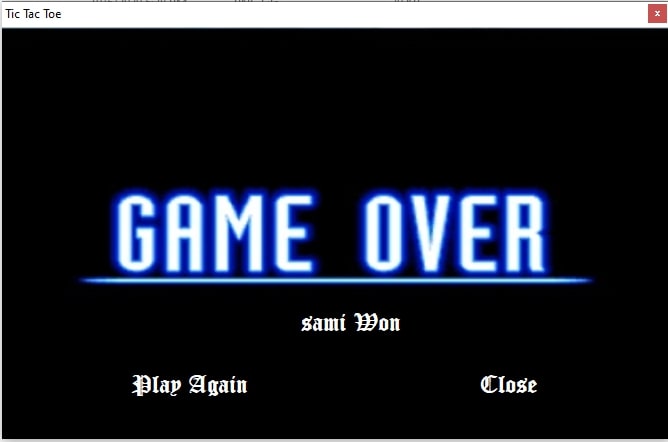 Tic Tac Toe
x
GAME OVER
sami Won
Play Again
Close